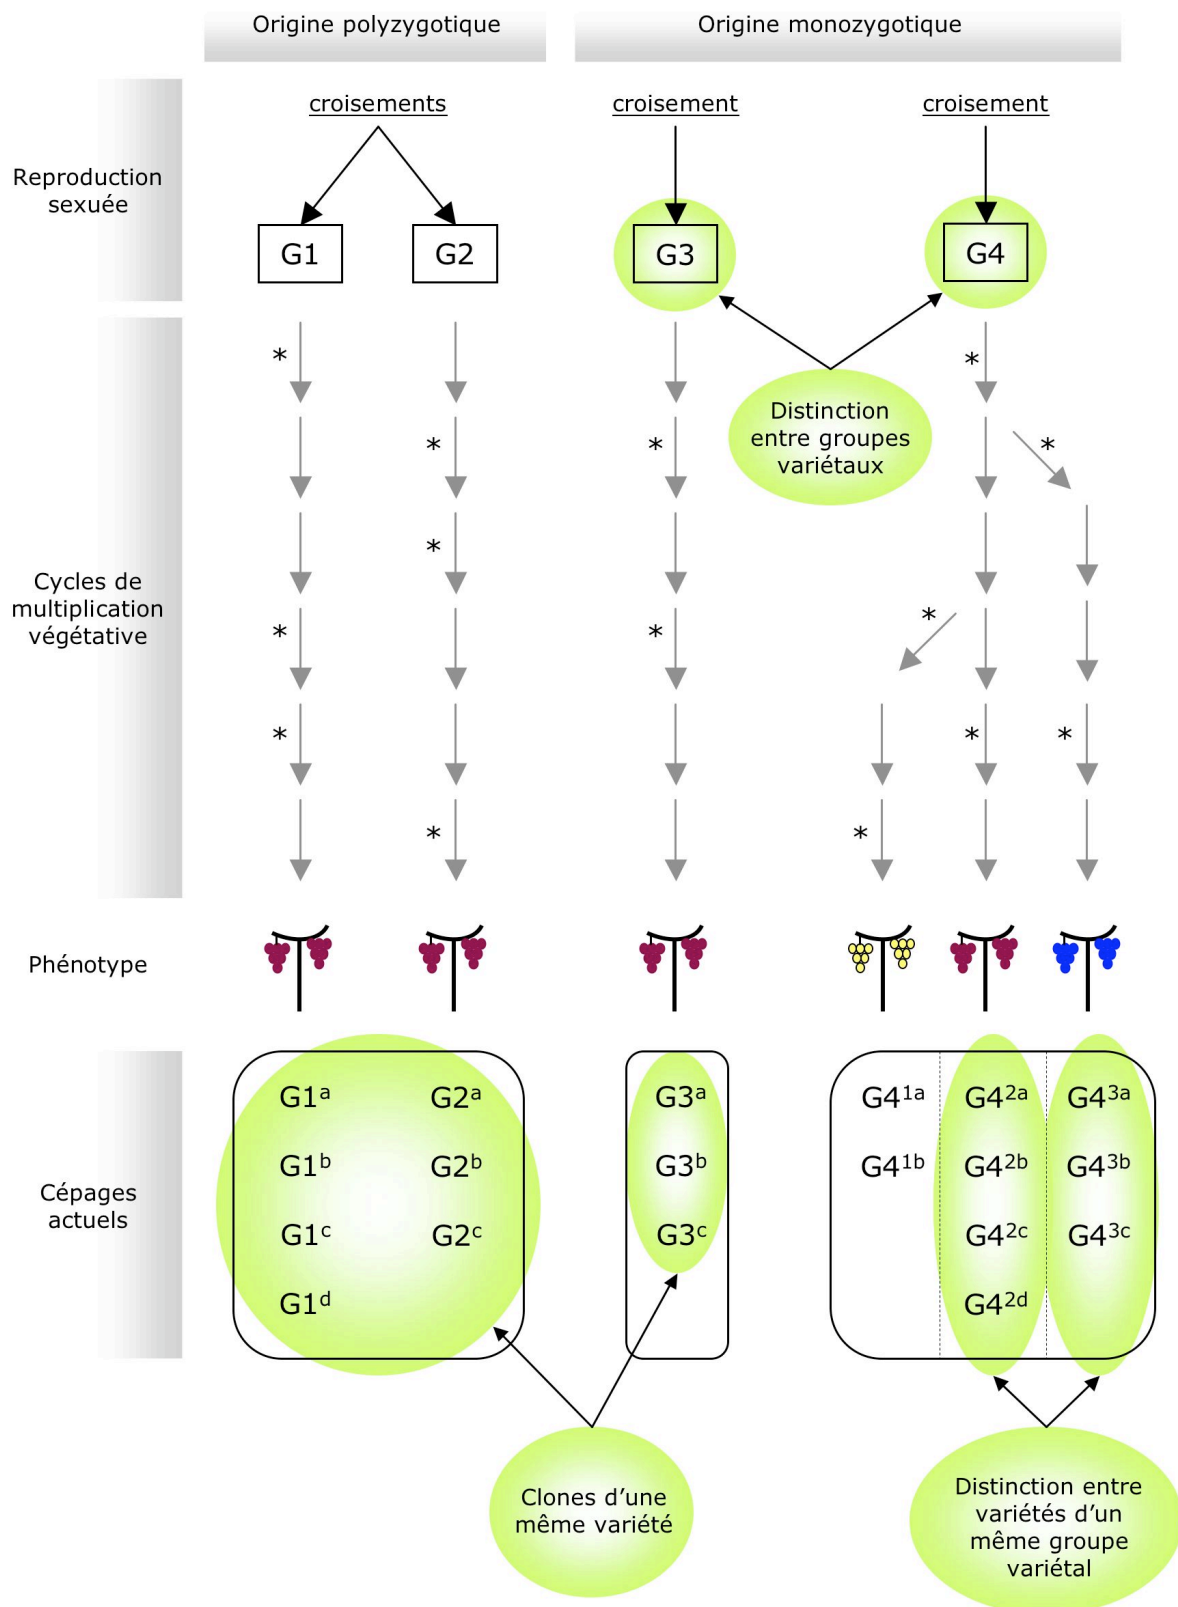 Origine polyzygotique
Origine monozygotique
croisements
croisement
croisement
Reproduction
sexuée
G1
G2
G3
G4
*
*
Distinction
entre groupes
variétaux
*
*
*
*
Cycles de
multiplication
végétative
*
*
*
*
*
*
*
*
*
Phénotype
Cépages
actuels
G1a G2a G3a G41a G42a G43a
G1b G2b G3b G41b G42b G43b
G1c G2c G3c G42c G43c
G1d G42d
Clones d’une
même variété
Distinction entre
variétés d’un
même groupe
variétal